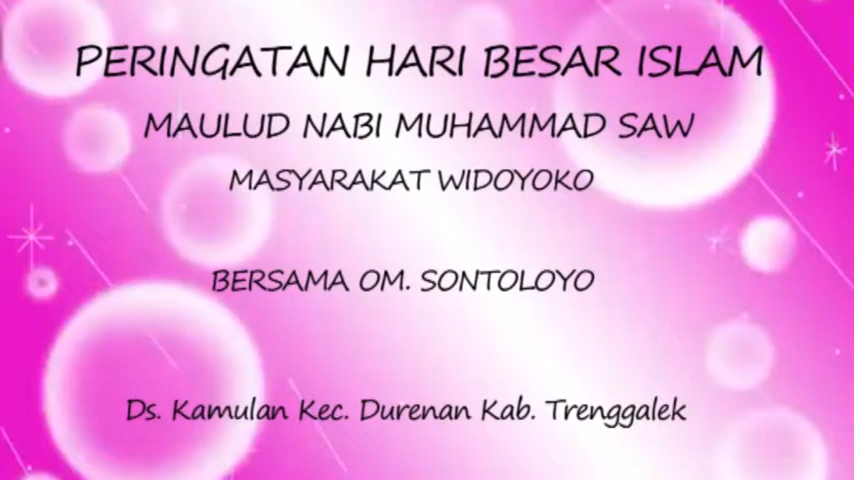 PERINGATAN HARI BESAR ISLAM
MAULUD NABI MUHAMMAD SAW
MASYARAKAT WIDOYOKO
BERSAMA OM. SONTOLOYO
Ds. Kamulan Kec. Durenan Kab. Trenggalek